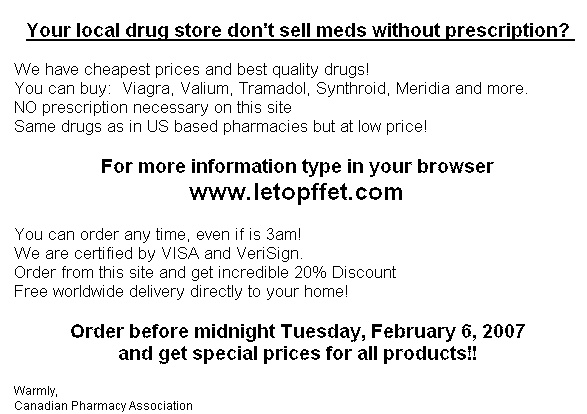 Your local drug store don't sell meds without prescription?
We have cheapest prices and best quality drugs!
You can buy:  Viagra, Valium, Tramadol, Synthroid, Meridia and more.
NO prescription necessary on this site
Same drugs as in US based pharmacies but at low price!
For more information type in your browser
www.letopffet.com
You can order any time, even if is 3am!
We are certified by VISA and VeriSign.
Order from this site and get incredible 20% Discount
Free worldwide delivery directly to your home!
Order before midnight Tuesday, February 6, 2007
and get special prices for all products!!
Warmly,
Canadian Pharmacy Association